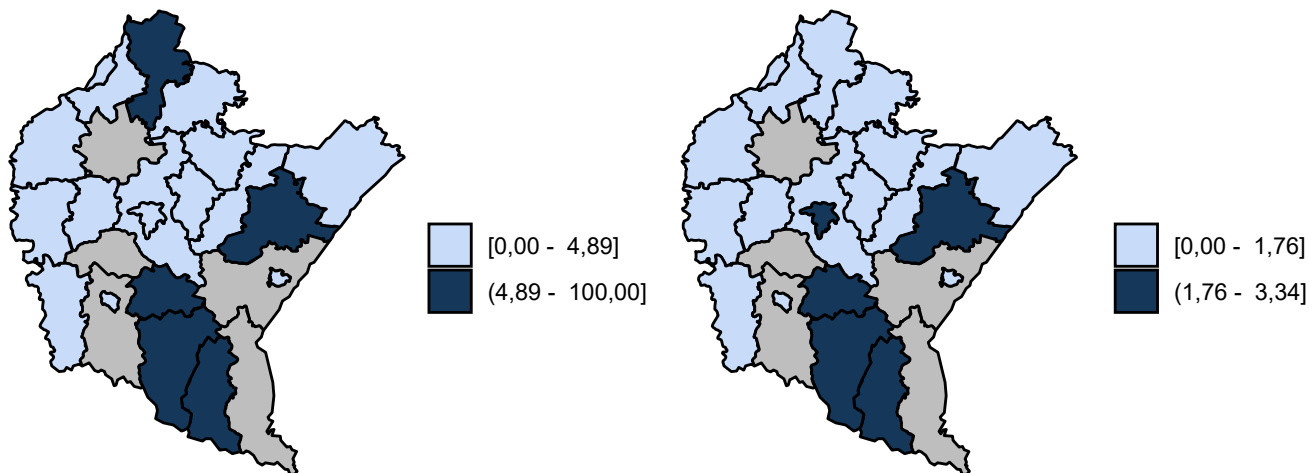 [0,00 - 4,89]
(4,89 - 100,00]
[0,00 - 1,76]
(1,76 - 3,34]